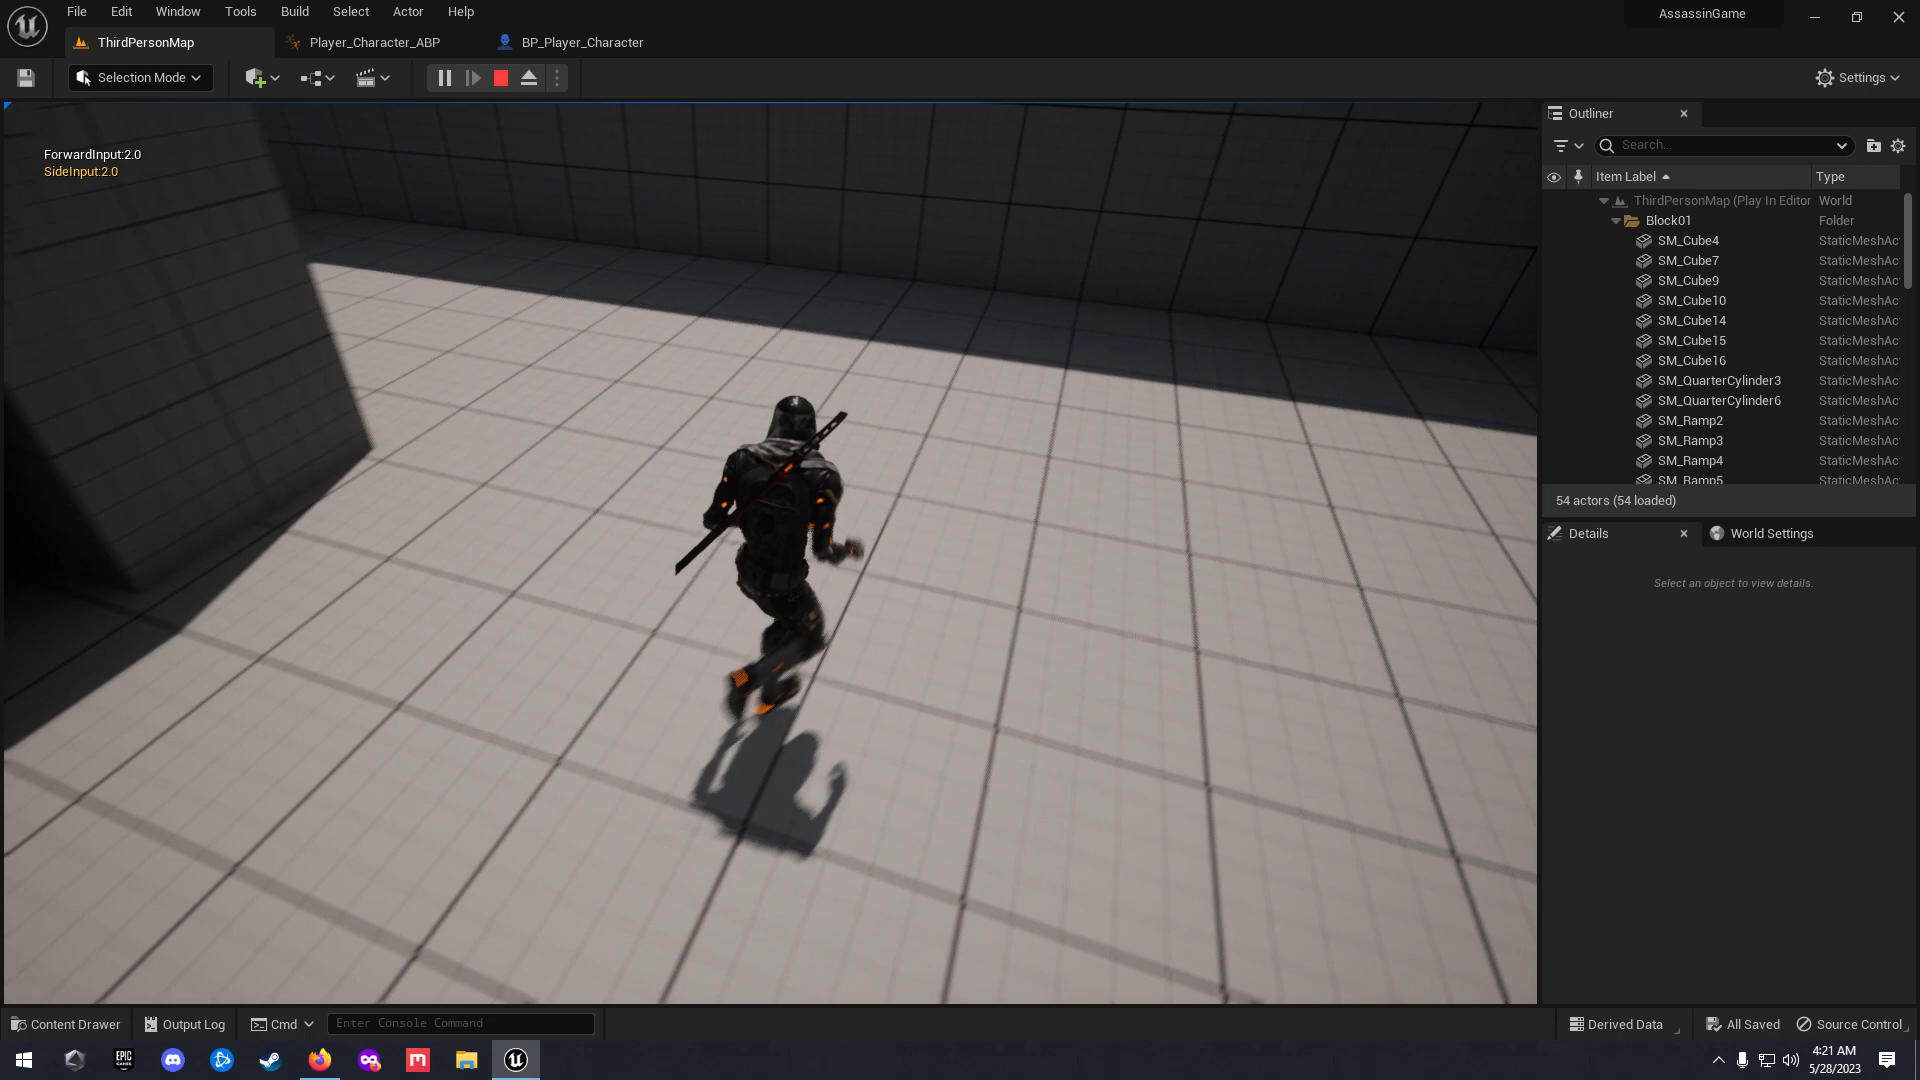 File Edit Window Tools Build Select Actor Help
AssassinGame
ThirdPersonMap
Player_Character_ABP
BP_Player_Character
Selection Mode
Settings
ForwardInput:2.0
SideInput:2.0
Outliner
Search...
Item Label
Type
ThirdPersonMap (Play In Editor World
Block01 Folder
SM_Cube4 StaticMeshAc
SM_Cube7 StaticMeshAc
SM_Cube9 StaticMeshAc
SM_Cube10 StaticMeshAc
SM_Cube14 StaticMeshAc
SM_Cube15 StaticMeshAc
SM_Cube16 StaticMeshAc
SM_QuarterCylinder3 StaticMeshAc
SM_QuarterCylinder6 StaticMeshAc
SM_Ramp2 StaticMeshAc
SM_Ramp3 StaticMeshAc
SM_Ramp4 StaticMeshAc
SM_Ramp5 StaticMeshAc
54 actors (54 loaded)
Details
World Settings
Select an object to view details.
Content Drawer
Output Log
Cmd
Enter Console Command
Derived Data
All Saved
Source Control
EPIC GAMES
4:21 AM
5/28/2023